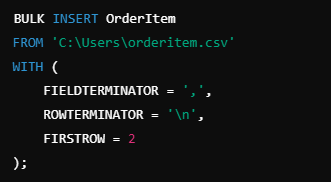 BULK INSERT OrderItem
FROM 'C:\Users\orderitem.csv'
WITH (
    FIELDTERMINATOR = ',',
    ROWTERMINATOR = '\n',
    FIRSTROW = 2
);